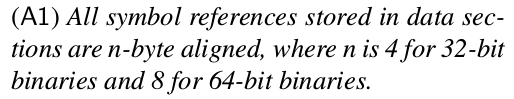 (A1) All symbol references stored in data sec-
tions are n-byte aligned, where n is 4 for 32-bit
binaries and 8 for 64-bit binaries.